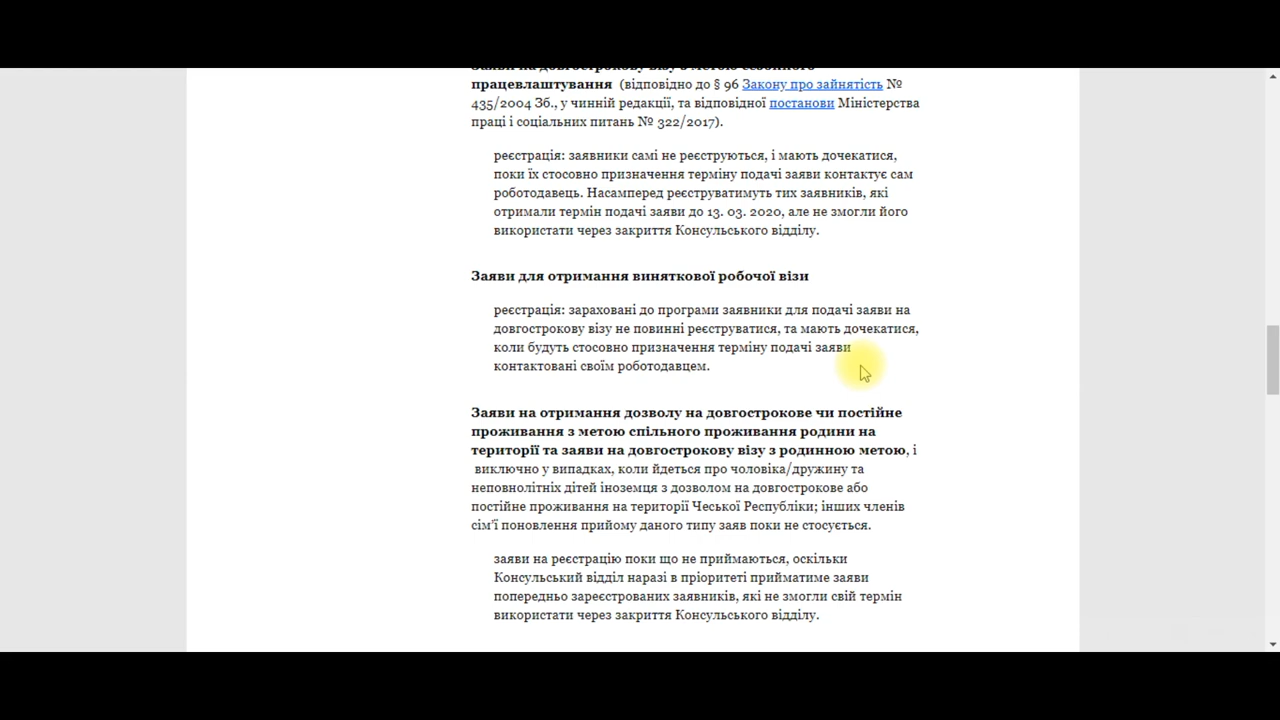 Заяви на довгострокову візу з метою сезонного
працевлаштування (відповідно до § 96 Закону про зайнятість №
435/2004 Зб., у чинній редакції, та відповідної постанови Міністерства
праці і соціальних питань № 322/2017).
реєстрація: заявники самі не реєструються, і мають дочекатися,
поки їх стосовно призначення терміну подачі заяви контактує сам
роботодавець. Насамперед реєструватимуть тих заявників, які
отримали термін подачі заяви до 13. 03. 2020, але не змогли його
використати через закриття Консульського відділу.
Заяви для отримання виняткової робочої візи
реєстрація: зараховані до програми заявники для подачі заяви на
довгострокову візу не повинні реєструватися, та мають дочекатися,
коли будуть стосовно призначення терміну подачі заяви
контактовані своїм роботодавцем.
Заяви на отримання дозволу на довгострокове чи постійне
проживання з метою спільного проживання родини на
території та заяви на довгострокову візу з родинною метою, і
виключно у випадках, коли йдеться про чоловіка/дружину та
неповнолітніх дітей іноземця з дозволом на довгострокове або
постійне проживання на території Чеської Республіки; інших членів
сім'ї поновлення прийому даного типу заяв поки не стосується.
заяви на реєстрацію поки що не приймаються, оскільки
Консульський відділ наразі в пріоритеті прийматиме заяви
попередньо зареєстрованих заявників, які не змогли свій термін
використати через закриття Консульського відділу.